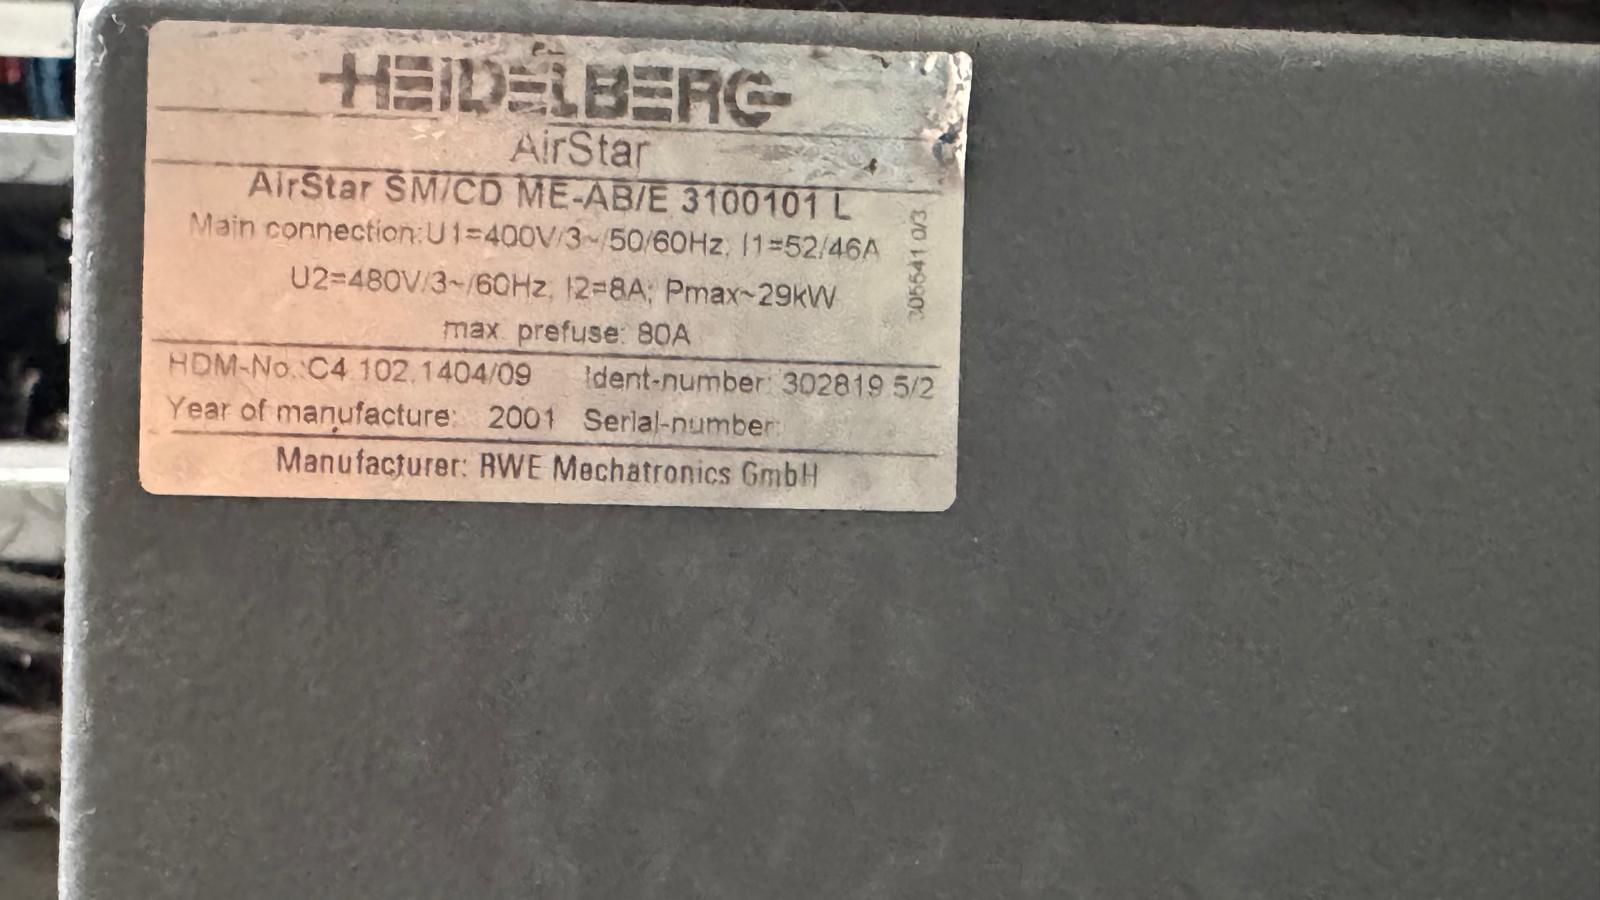 HEIDELBERG
AirStar
AirStar SM/CD ME-AB/E 3100101 L
Main connection:U1=400V/3~/50/60Hz; I1=52/46A
U2=480V/3~/60Hz; I2=8A; Pmax~29kW
max. prefuse: 80A
305641 0/3
HDM-No.:C4.102.1404/09 Ident-number: 302819 5/2
Year of manufacture: 2001 Serial-number:
Manufacturer: RWE Mechatronics GmbH